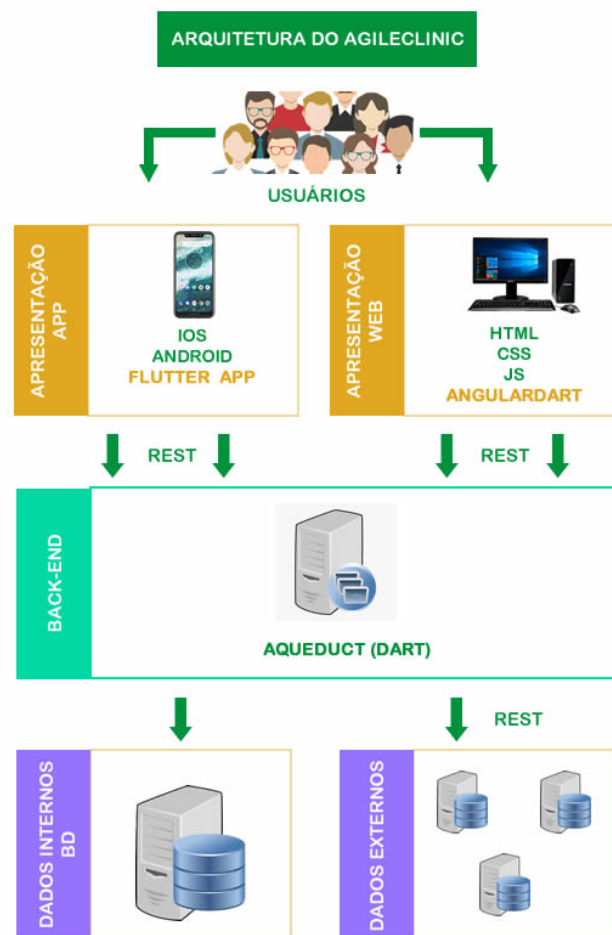 ARQUITETURA DO AGILECLINIC
USUÁRIOS
APRESENTAÇÃO
APP
IOS
ANDROID
FLUTTER APP
APRESENTAÇÃO
WEB
HTML
CSS
JS
ANGULARDART
REST
REST
BACK-END
AQUEDUCT (DART)
REST
DADOS INTERNOS
BD
DADOS EXTERNOS